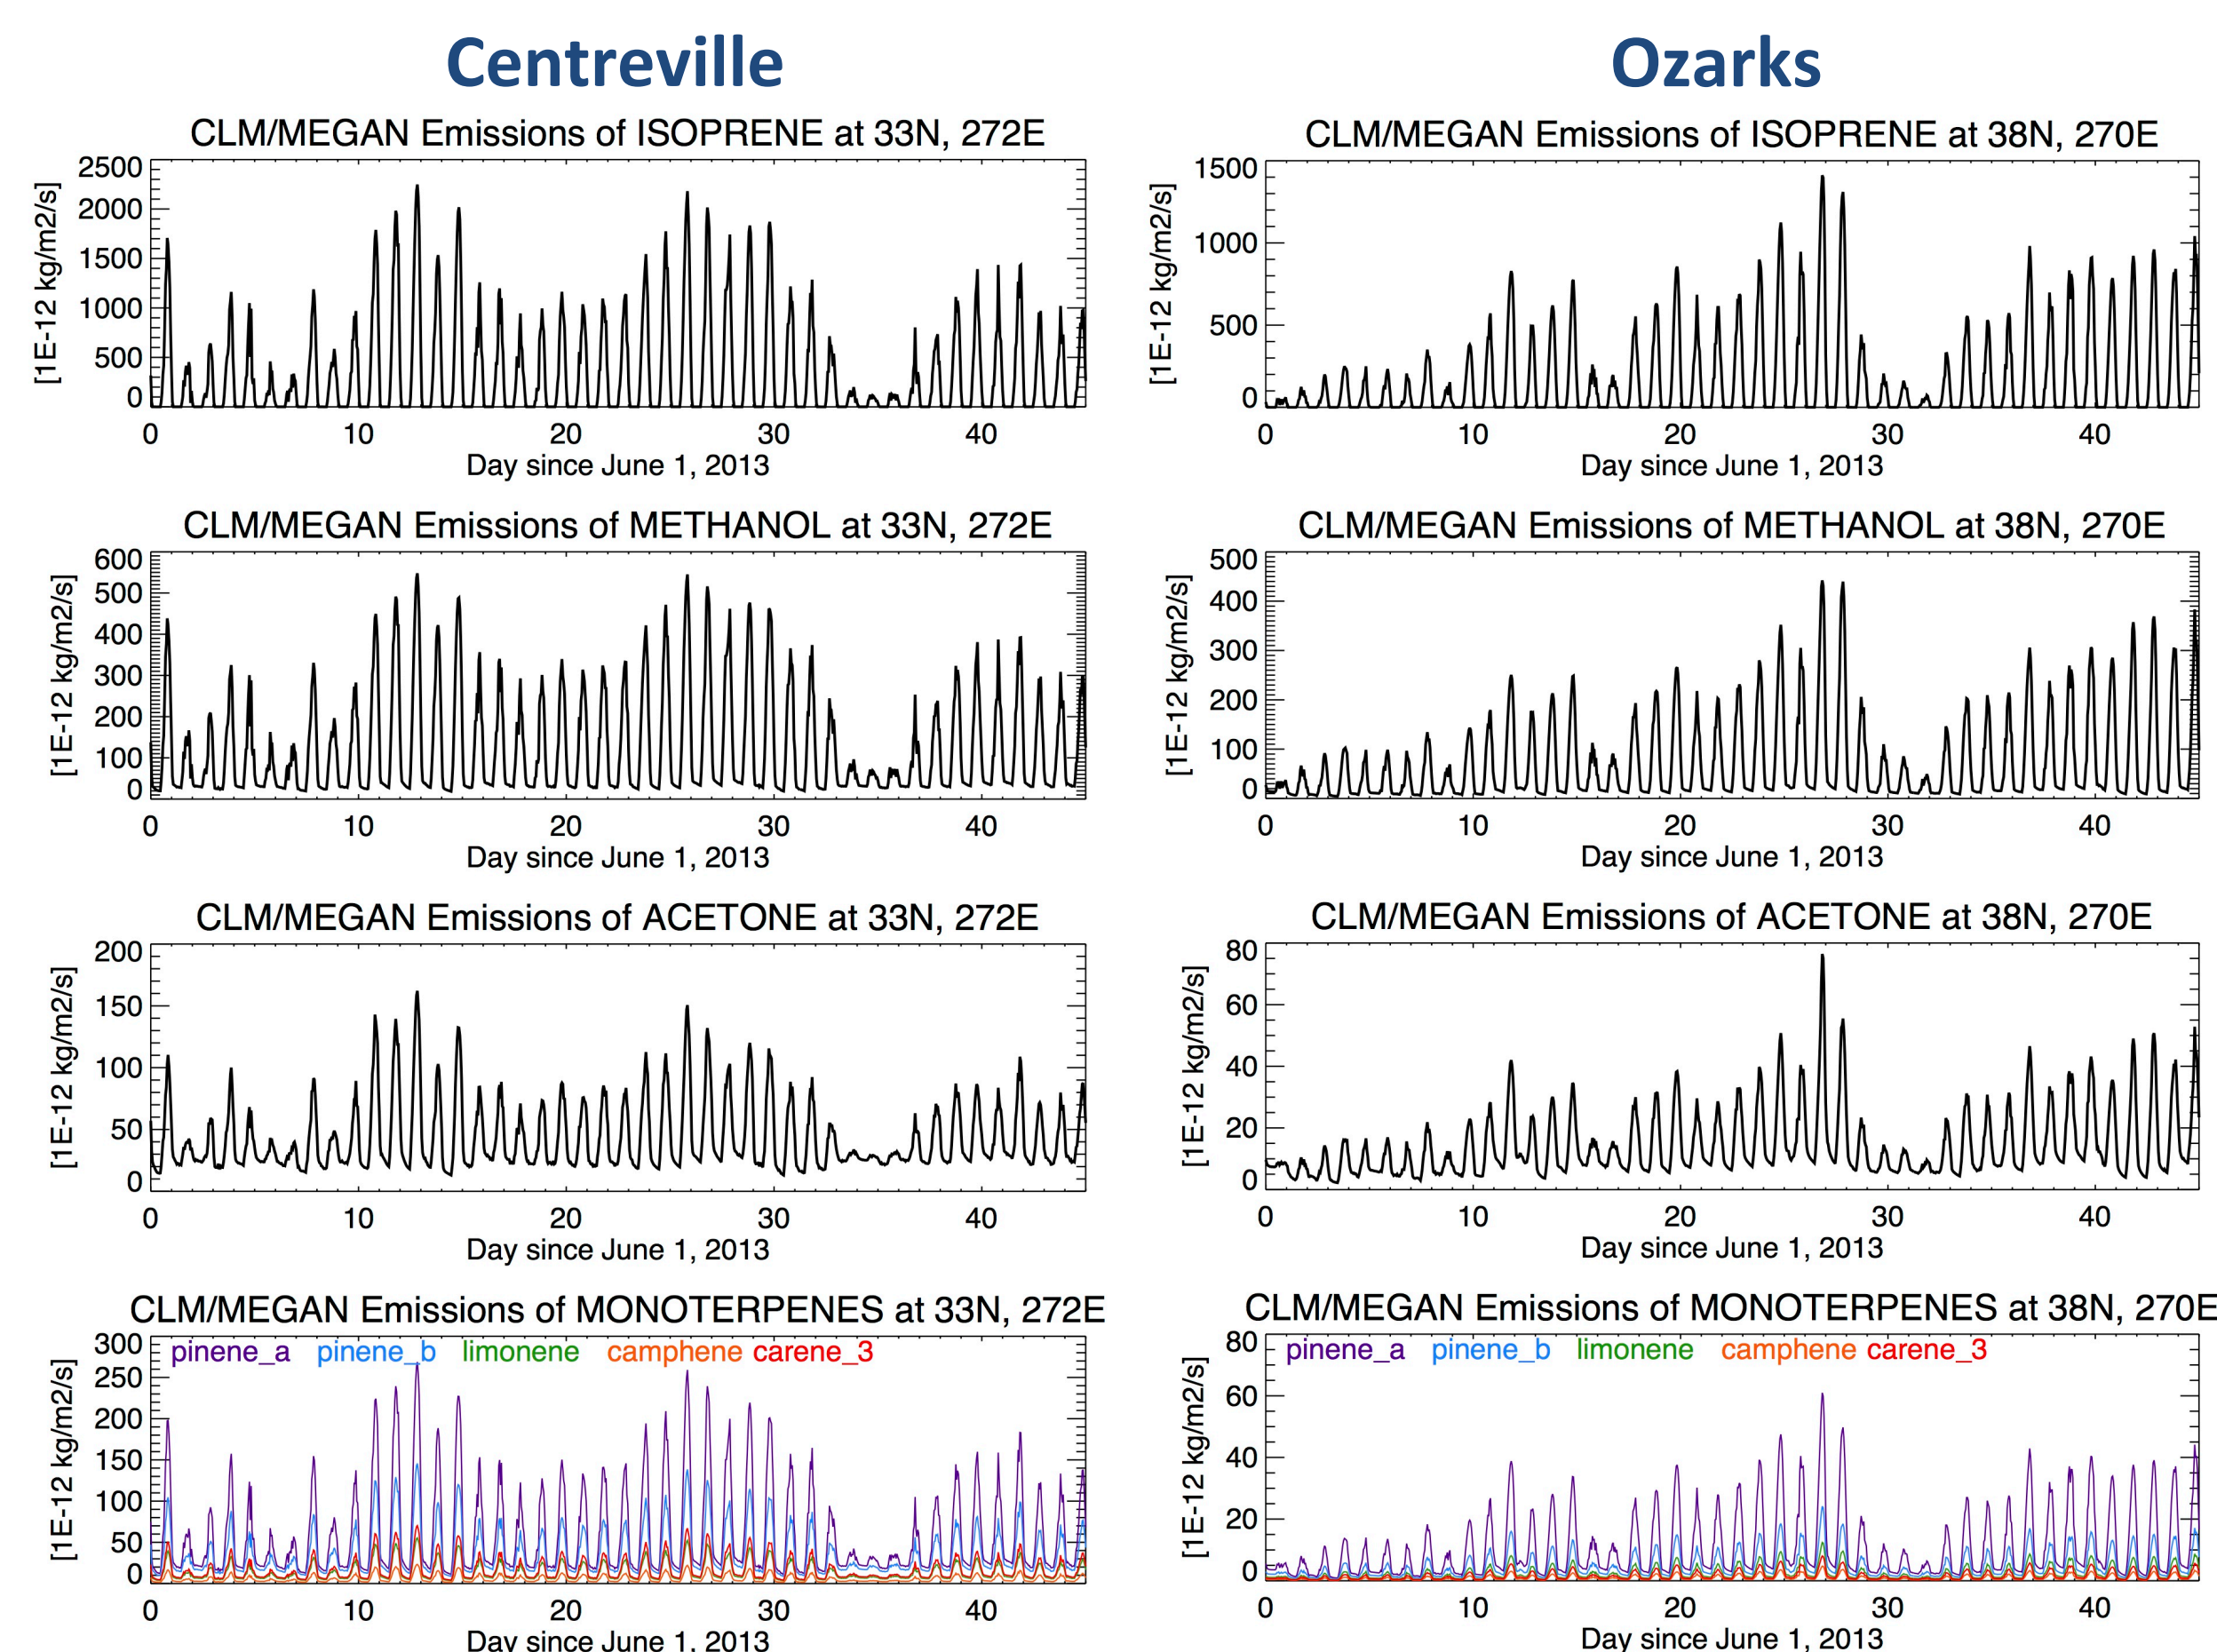 Centreville
CLM/MEGAN Emissions of ISOPRENE at 33N, 272E
[1E-12 kg/m2/s]
2500
2000
1500
1000
500
0
0 10 20 30 40
Day since June 1, 2013
CLM/MEGAN Emissions of METHANOL at 33N, 272E
[1E-12 kg/m2/s]
600
500
400
300
200
100
0
0 10 20 30 40
Day since June 1, 2013
CLM/MEGAN Emissions of ACETONE at 33N, 272E
[1E-12 kg/m2/s]
200
150
100
50
0
0 10 20 30 40
Day since June 1, 2013
CLM/MEGAN Emissions of MONOTERPENES at 33N, 272E
[1E-12 kg/m2/s]
300
250
200
150
100
50
0
pinene_a pinene_b limonene camphene carene_3
0 10 20 30 40
Day since June 1, 2013
Ozarks
CLM/MEGAN Emissions of ISOPRENE at 38N, 270E
[1E-12 kg/m2/s]
1500
1000
500
0
0 10 20 30 40
Day since June 1, 2013
CLM/MEGAN Emissions of METHANOL at 38N, 270E
[1E-12 kg/m2/s]
500
400
300
200
100
0
0 10 20 30 40
Day since June 1, 2013
CLM/MEGAN Emissions of ACETONE at 38N, 270E
[1E-12 kg/m2/s]
80
60
40
20
0
0 10 20 30 40
Day since June 1, 2013
CLM/MEGAN Emissions of MONOTERPENES at 38N, 270E
[1E-12 kg/m2/s]
80
60
40
20
0
pinene_a pinene_b limonene camphene carene_3
0 10 20 30 40
Day since June 1, 2013